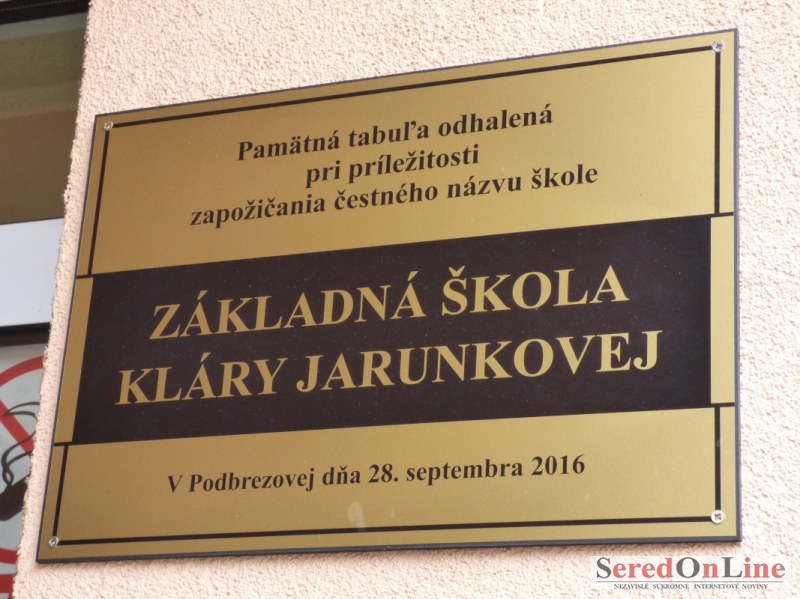 Pamätná tabuľa odhalená
pri príležitosti
zapožičania čestného názvu škole
ZÁKLADNÁ ŠKOLA
KLÁRY JARUNKOVEJ
V Podbrezovej dňa 28. septembra 2016
SeredOnLine
NEZÁVISLÉ SÚKROMNÉ INTERNETOVÉ NOVINY